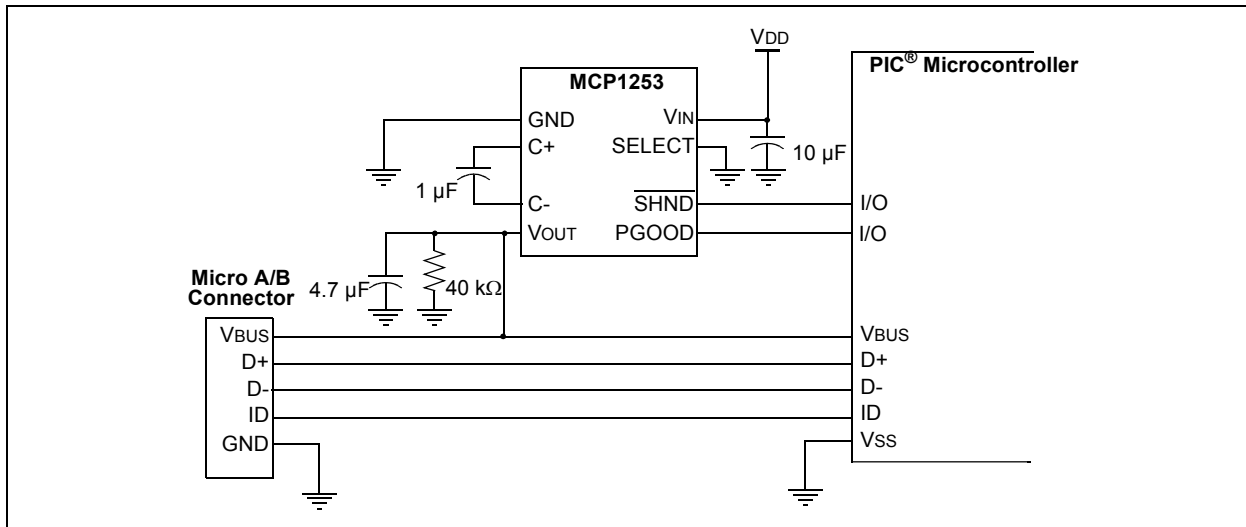 VDD
PIC® Microcontroller
MCP1253
GND
VIN
C+
SELECT
10 µF
1 µF
C-
SHND
I/O
VOUT
PGOOD
I/O
Micro A/B
Connector
4.7 µF
40 kΩ
VBUS
VBUS
D+
D+
D-
D-
ID
ID
GND
VSS